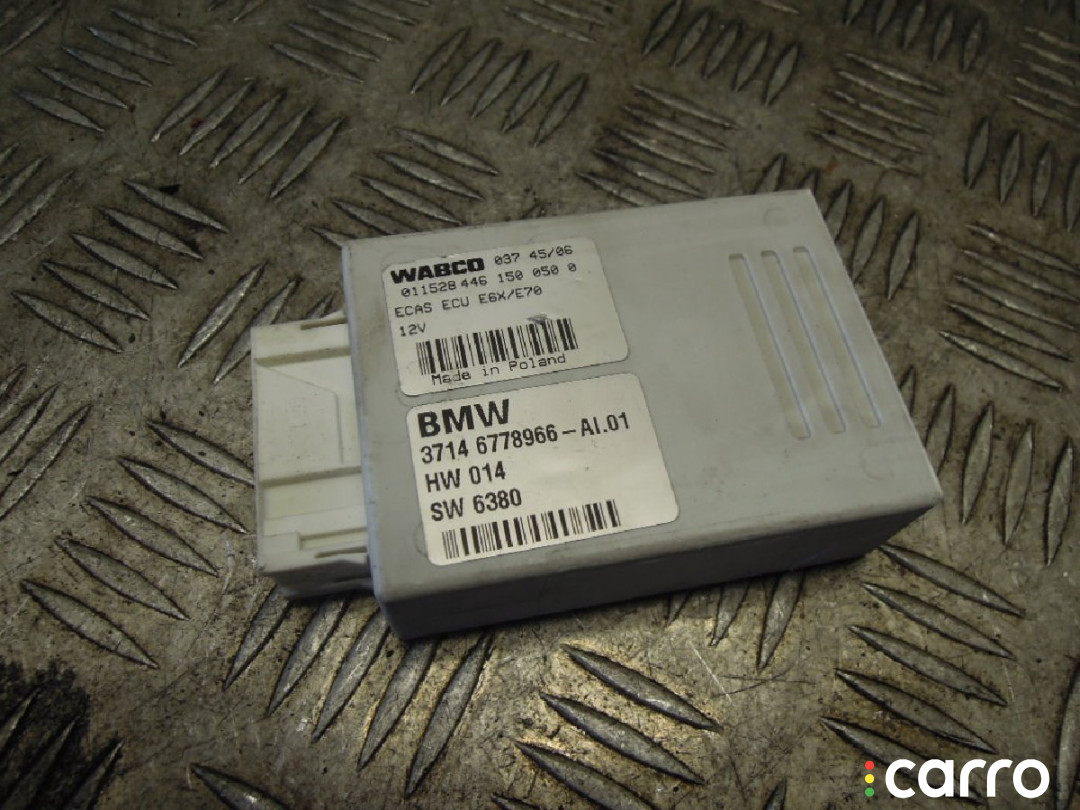 WABCO 037 45/06
011528 446 150 050 0
ECAS ECU E6X/E70
12V
Made in Poland
BMW
3714 6778966-AI.01
HW 014
SW 6380
carro